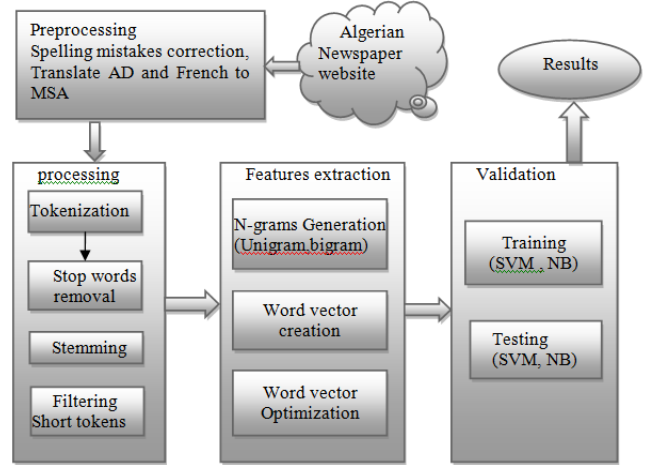 Preprocessing
Spelling mistakes correction,
Translate AD and French to
MSA
Algerian
Newspaper
website
Results
processing
Tokenization
Stop words
removal
Stemming
Filtering
Short tokens
Features extraction
N-grams Generation
(Unigram,bigram)
Word vector
creation
Word vector
Optimization
Validation
Training
(SVM , NB)
Testing
(SVM, NB)